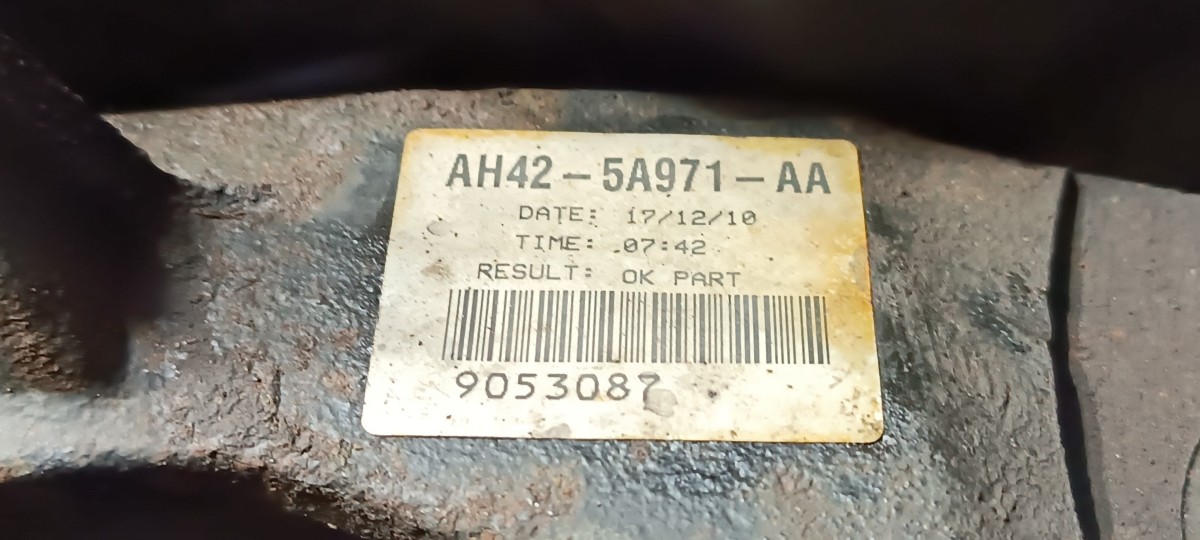 AH42-5A971-AA
DATE: 17/12/10
TIME: 07:42
RESULT: OK PART
9053087